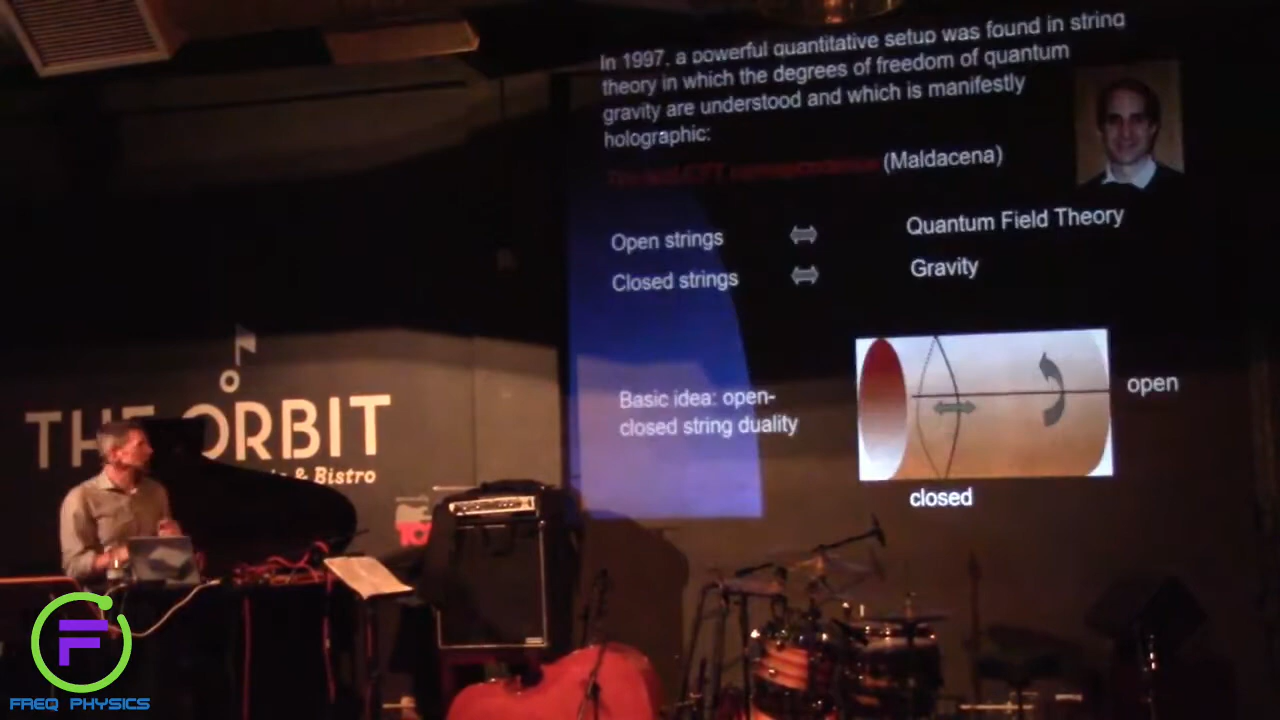 In 1997, a powerful quantitative setup was found in string
theory in which the degrees of freedom of quantum
gravity are understood and which is manifestly
holographic:
(Maldacena)
Open strings Quantum Field Theory
Closed strings Gravity
Basic idea: open-
closed string duality
open
closed
THE ORBIT
& Bistro
F
FREQ PHYSICS